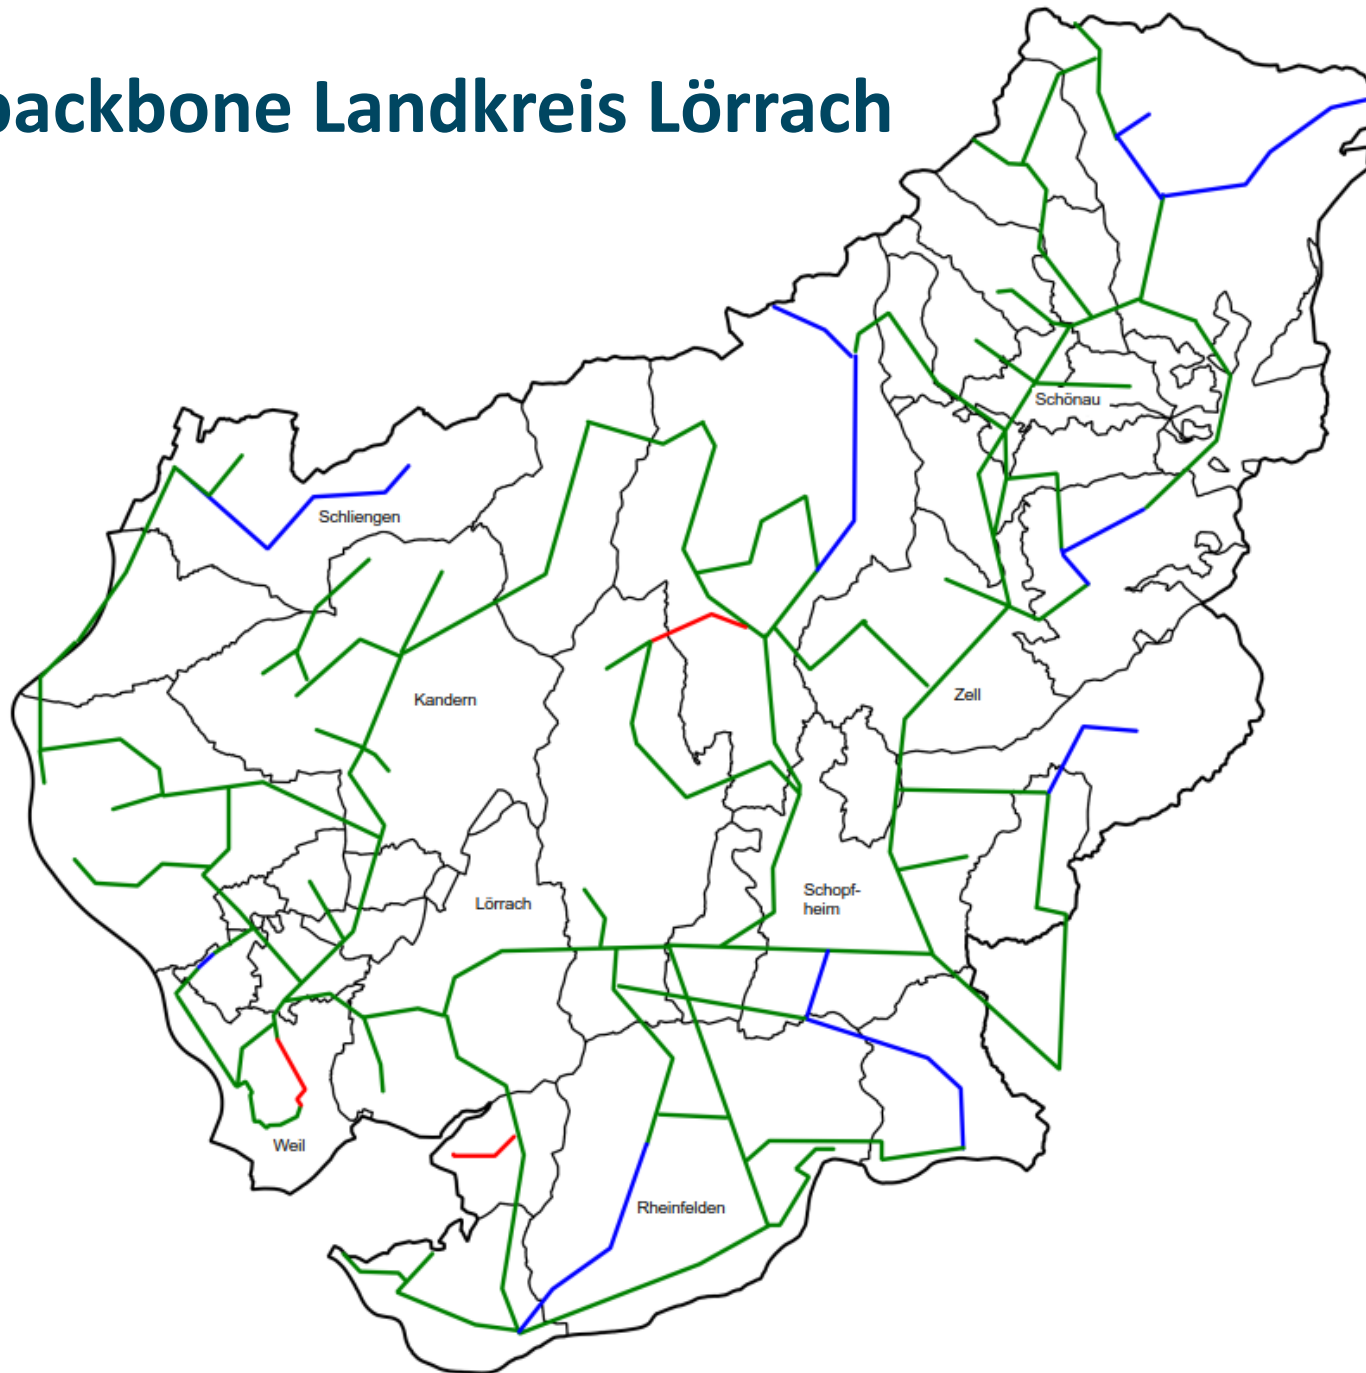 backbone Landkreis Lörrach
Schönau
Schliengen
Kandern
Zell
Lörrach
Schopf-
heim
Weil
Rheinfelden